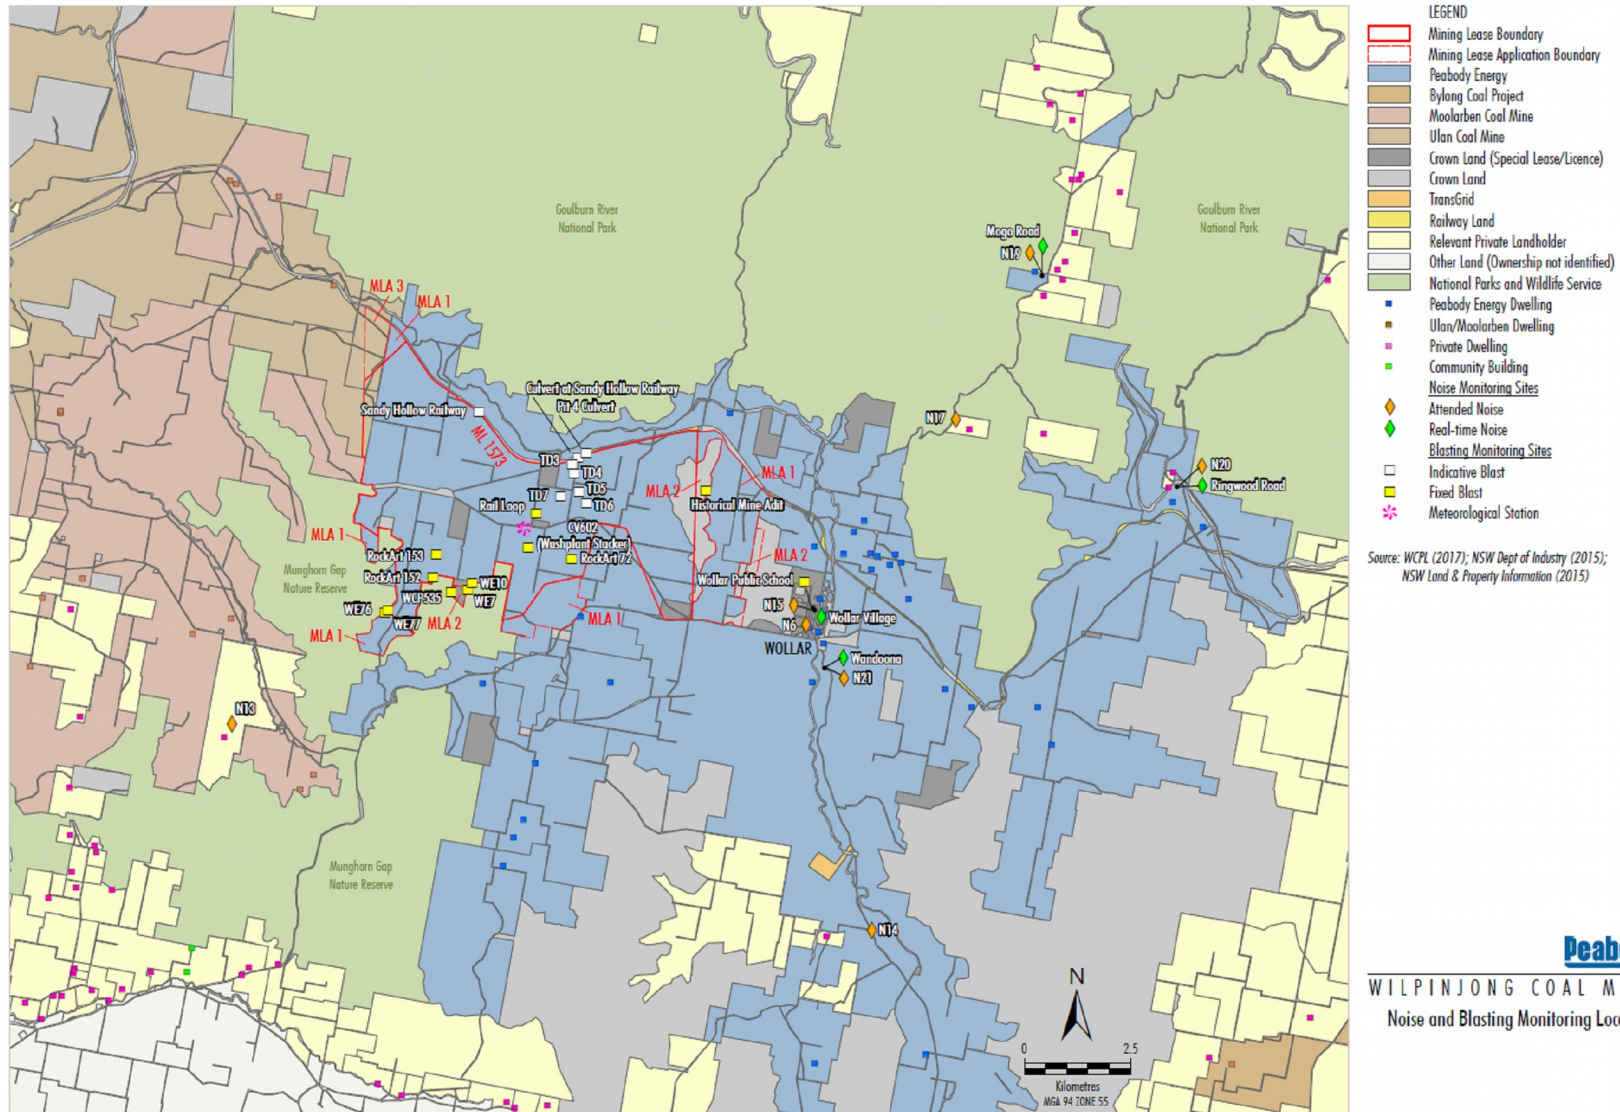 LEGEND
Mining Lease Boundary
Mining Lease Application Boundary
Peabody Energy
Bylong Coal Project
Moolarben Coal Mine
Ulan Coal Mine
Crown Land (Special Lease/Licence)
Crown Land
TransGrid
Railway Land
Relevant Private Landholder
Other Land (Ownership not identified)
National Parks and Wildlife Service
Peabody Energy Dwelling
Ulan/Moolarben Dwelling
Private Dwelling
Community Building
Noise Monitoring Sites
Attended Noise
Real-time Noise
Blasting Monitoring Sites
Indicative Blast
Fixed Blast
Meteorological Station
Source: WCPL (2017); NSW Dept of Industry (2015);
NSW Land & Property Information (2015)
Goulburn River
National Park
Goulburn River
National Park
Mogo Road
N19
MLA 3
MLA 1
Culvert at Sandy Hollow Railway
Pit 4 Culvert
Sandy Hollow Railway
ML 1573
N17
TD3
TD4
TD5
TD7
TD6
Rail Loop
MLA 2
MLA 1
Historical Mine Adit
N20
Ringwood Road
CV602
(Washplant Stacker)
RockArt 72
MLA 1
RockArt 153
RockArt 152
Munghorn Gap
Nature Reserve
WE10
WE7
WCP535
WE76
WE77
MLA 2
MLA 1
MLA 1
MLA 2
Wollar Public School
N15
Wollar Village
N6
WOLLAR
Wandoona
N21
N13
Munghorn Gap
Nature Reserve
N14
N
0
2.5
Kilometres
MGA 94 ZONE 55
Peab
WILPINJONG COAL M
Noise and Blasting Monitoring Loc